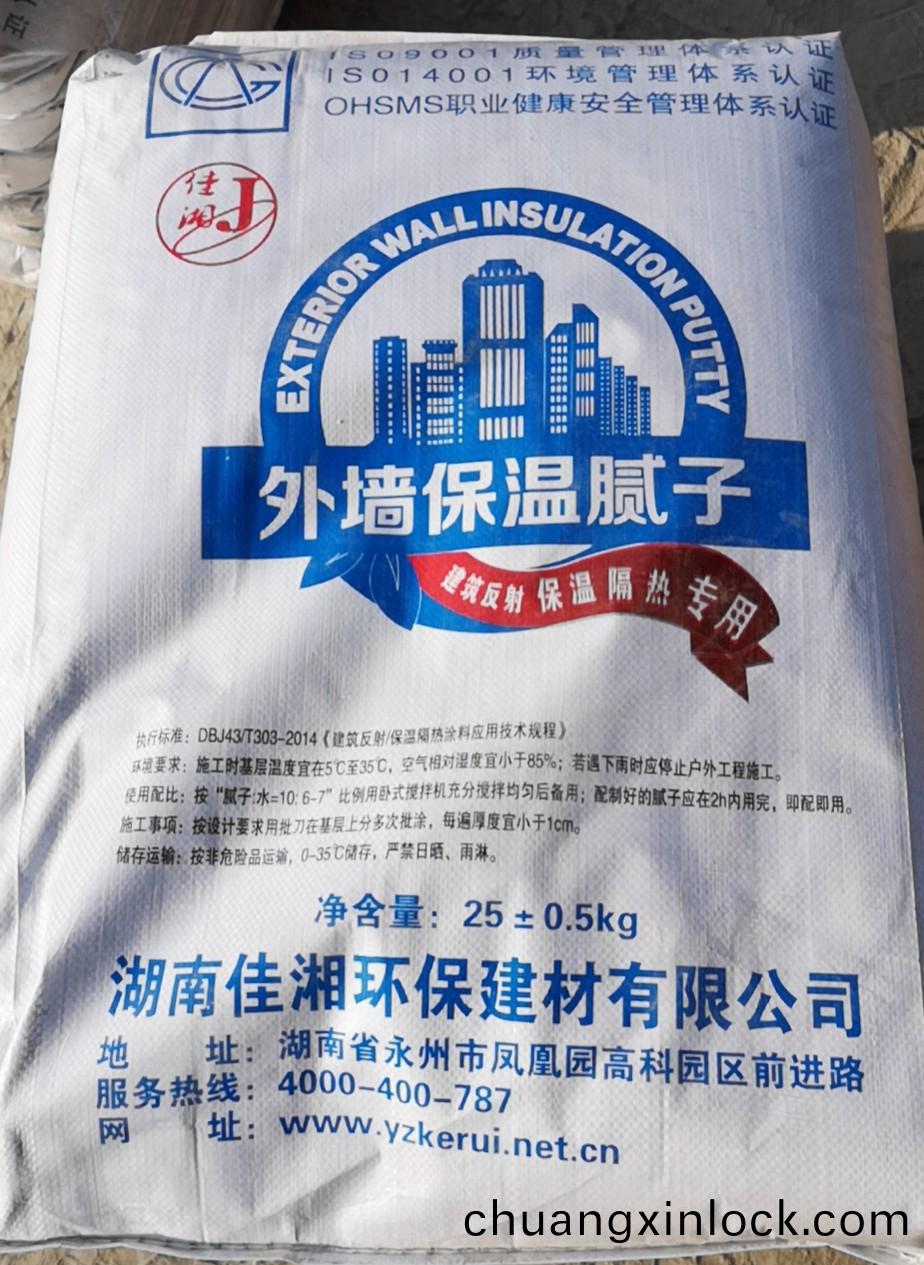 ISO9001质量管理体系认证
ISO14001环境管理体系认证
OHSMS职业健康安全管理体系认证
佳湘
J
EXTERIOR WALL INSULATION PUTTY
外墙保温腻子
建筑反射 保温隔热 专用
执行标准：DBJ43/T303-2014《建筑反射/保温隔热涂料应用技术规程》
环境要求：施工时基层温度宜在5℃至35℃，空气相对湿度宜小于85%；若遇下雨时应停止户外工程施工。
使用配比：按“腻子:水=10: 6-7”比例用卧式搅拌机充分搅拌均匀后备用；配制好的腻子应在2h内用完，即配即用。
施工事项：按设计要求用批刀在基层上分多次批涂，每遍厚度宜小于1cm。
储存运输：按非危险品运输，0-35℃储存，严禁日晒、雨淋。
净含量：25±0.5kg
湖南佳湘环保建材有限公司
地 址：湖南省永州市凤凰园高科园区前进路
服务热线：4000-400-787
网 址：www.yzkerui.net.cn
chuangxinlock.com